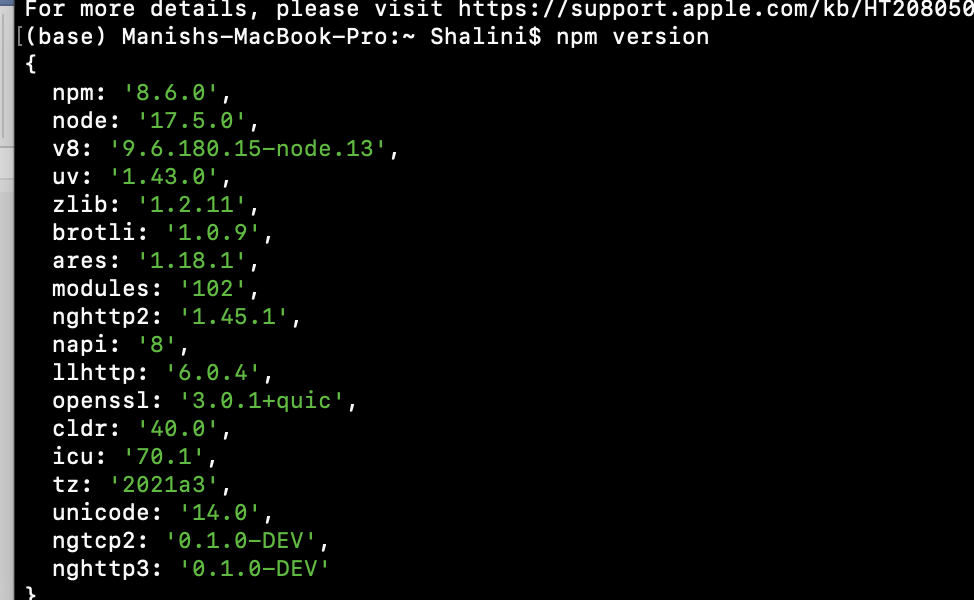 For more details, please visit https://support.apple.com/kb/HT208050
[(base) Manishs-MacBook-Pro:~ Shalini$ npm version
{
  npm: '8.6.0',
  node: '17.5.0',
  v8: '9.6.180.15-node.13',
  uv: '1.43.0',
  zlib: '1.2.11',
  brotli: '1.0.9',
  ares: '1.18.1',
  modules: '102',
  nghttp2: '1.45.1',
  napi: '8',
  llhttp: '6.0.4',
  openssl: '3.0.1+quic',
  cldr: '40.0',
  icu: '70.1',
  tz: '2021a3',
  unicode: '14.0',
  ngtcp2: '0.1.0-DEV',
  nghttp3: '0.1.0-DEV'
}